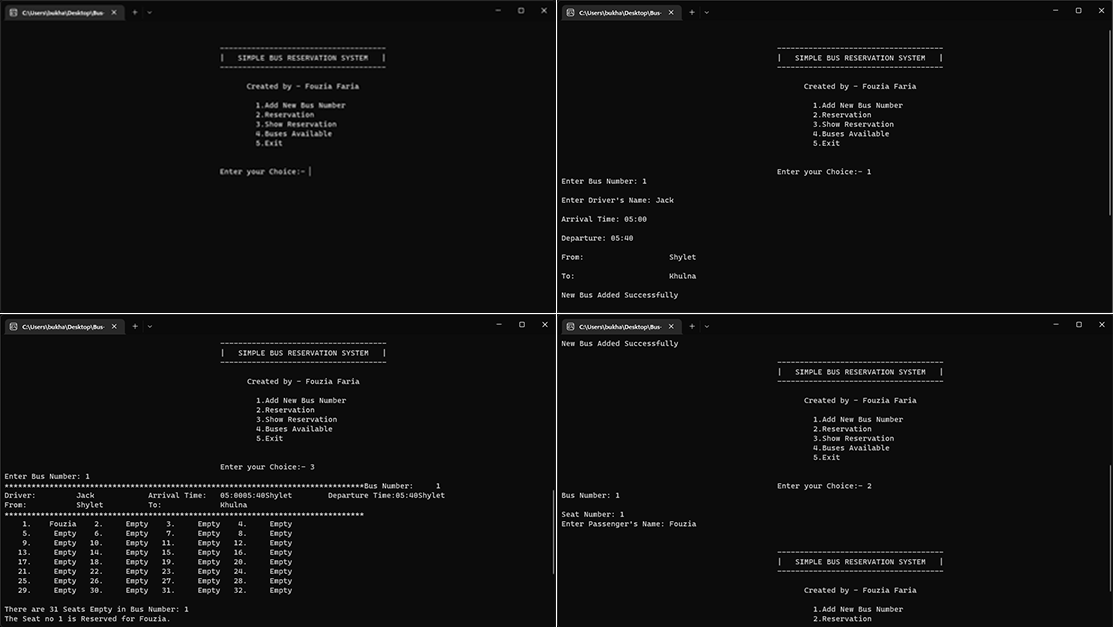 C:\Users\bukha\Desktop\Bus-
| SIMPLE BUS RESERVATION SYSTEM |
Created by - Fouzia Faria
1.Add New Bus Number
2.Reservation
3.Show Reservation
4.Buses Available
5.Exit
Enter your Choice:-
C:\Users\bukha\Desktop\Bus-
| SIMPLE BUS RESERVATION SYSTEM |
Created by - Fouzia Faria
1.Add New Bus Number
2.Reservation
3.Show Reservation
4.Buses Available
5.Exit
Enter your Choice:- 1
Enter Bus Number: 1
Enter Driver's Name: Jack
Arrival Time: 05:00
Departure: 05:40
From: Shylet
To: Khulna
New Bus Added Successfully
C:\Users\bukha\Desktop\Bus-
| SIMPLE BUS RESERVATION SYSTEM |
Created by - Fouzia Faria
1.Add New Bus Number
2.Reservation
3.Show Reservation
4.Buses Available
5.Exit
Enter your Choice:- 3
Enter Bus Number: 1
********************************************************************************Bus Number: 1
Driver: Jack Arrival Time: 05:0005:40Shylet Departure Time:05:40Shylet
From: Shylet To: Khulna
********************************************************************************
1. Fouzia 2. Empty 3. Empty 4. Empty
5. Empty 6. Empty 7. Empty 8. Empty
9. Empty 10. Empty 11. Empty 12. Empty
13. Empty 14. Empty 15. Empty 16. Empty
17. Empty 18. Empty 19. Empty 20. Empty
21. Empty 22. Empty 23. Empty 24. Empty
25. Empty 26. Empty 27. Empty 28. Empty
29. Empty 30. Empty 31. Empty 32. Empty
There are 31 Seats Empty in Bus Number: 1
The Seat no 1 is Reserved for Fouzia.
C:\Users\bukha\Desktop\Bus-
New Bus Added Successfully
| SIMPLE BUS RESERVATION SYSTEM |
Created by - Fouzia Faria
1.Add New Bus Number
2.Reservation
3.Show Reservation
4.Buses Available
5.Exit
Enter your Choice:- 2
Bus Number: 1
Seat Number: 1
Enter Passenger's Name: Fouzia
| SIMPLE BUS RESERVATION SYSTEM |
Created by - Fouzia Faria
1.Add New Bus Number
2.Reservation